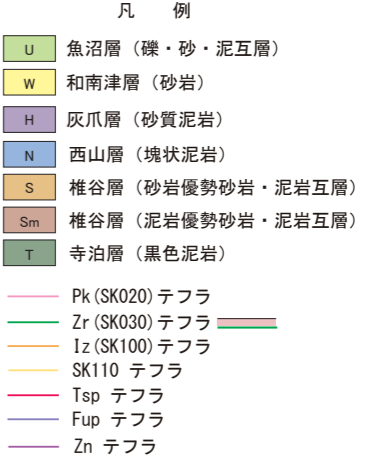 凡 例
U 魚沼層（礫・砂・泥互層）
W 和南津層（砂岩）
H 灰爪層（砂質泥岩）
N 西山層（塊状泥岩）
S 椎谷層（砂岩優勢砂岩・泥岩互層）
Sm 椎谷層（泥岩優勢砂岩・泥岩互層）
T 寺泊層（黒色泥岩）
Pk(SK020)テフラ
Zr(SK030)テフラ
Iz(SK100)テフラ
SK110 テフラ
Tsp テフラ
Fup テフラ
Zn テフラ